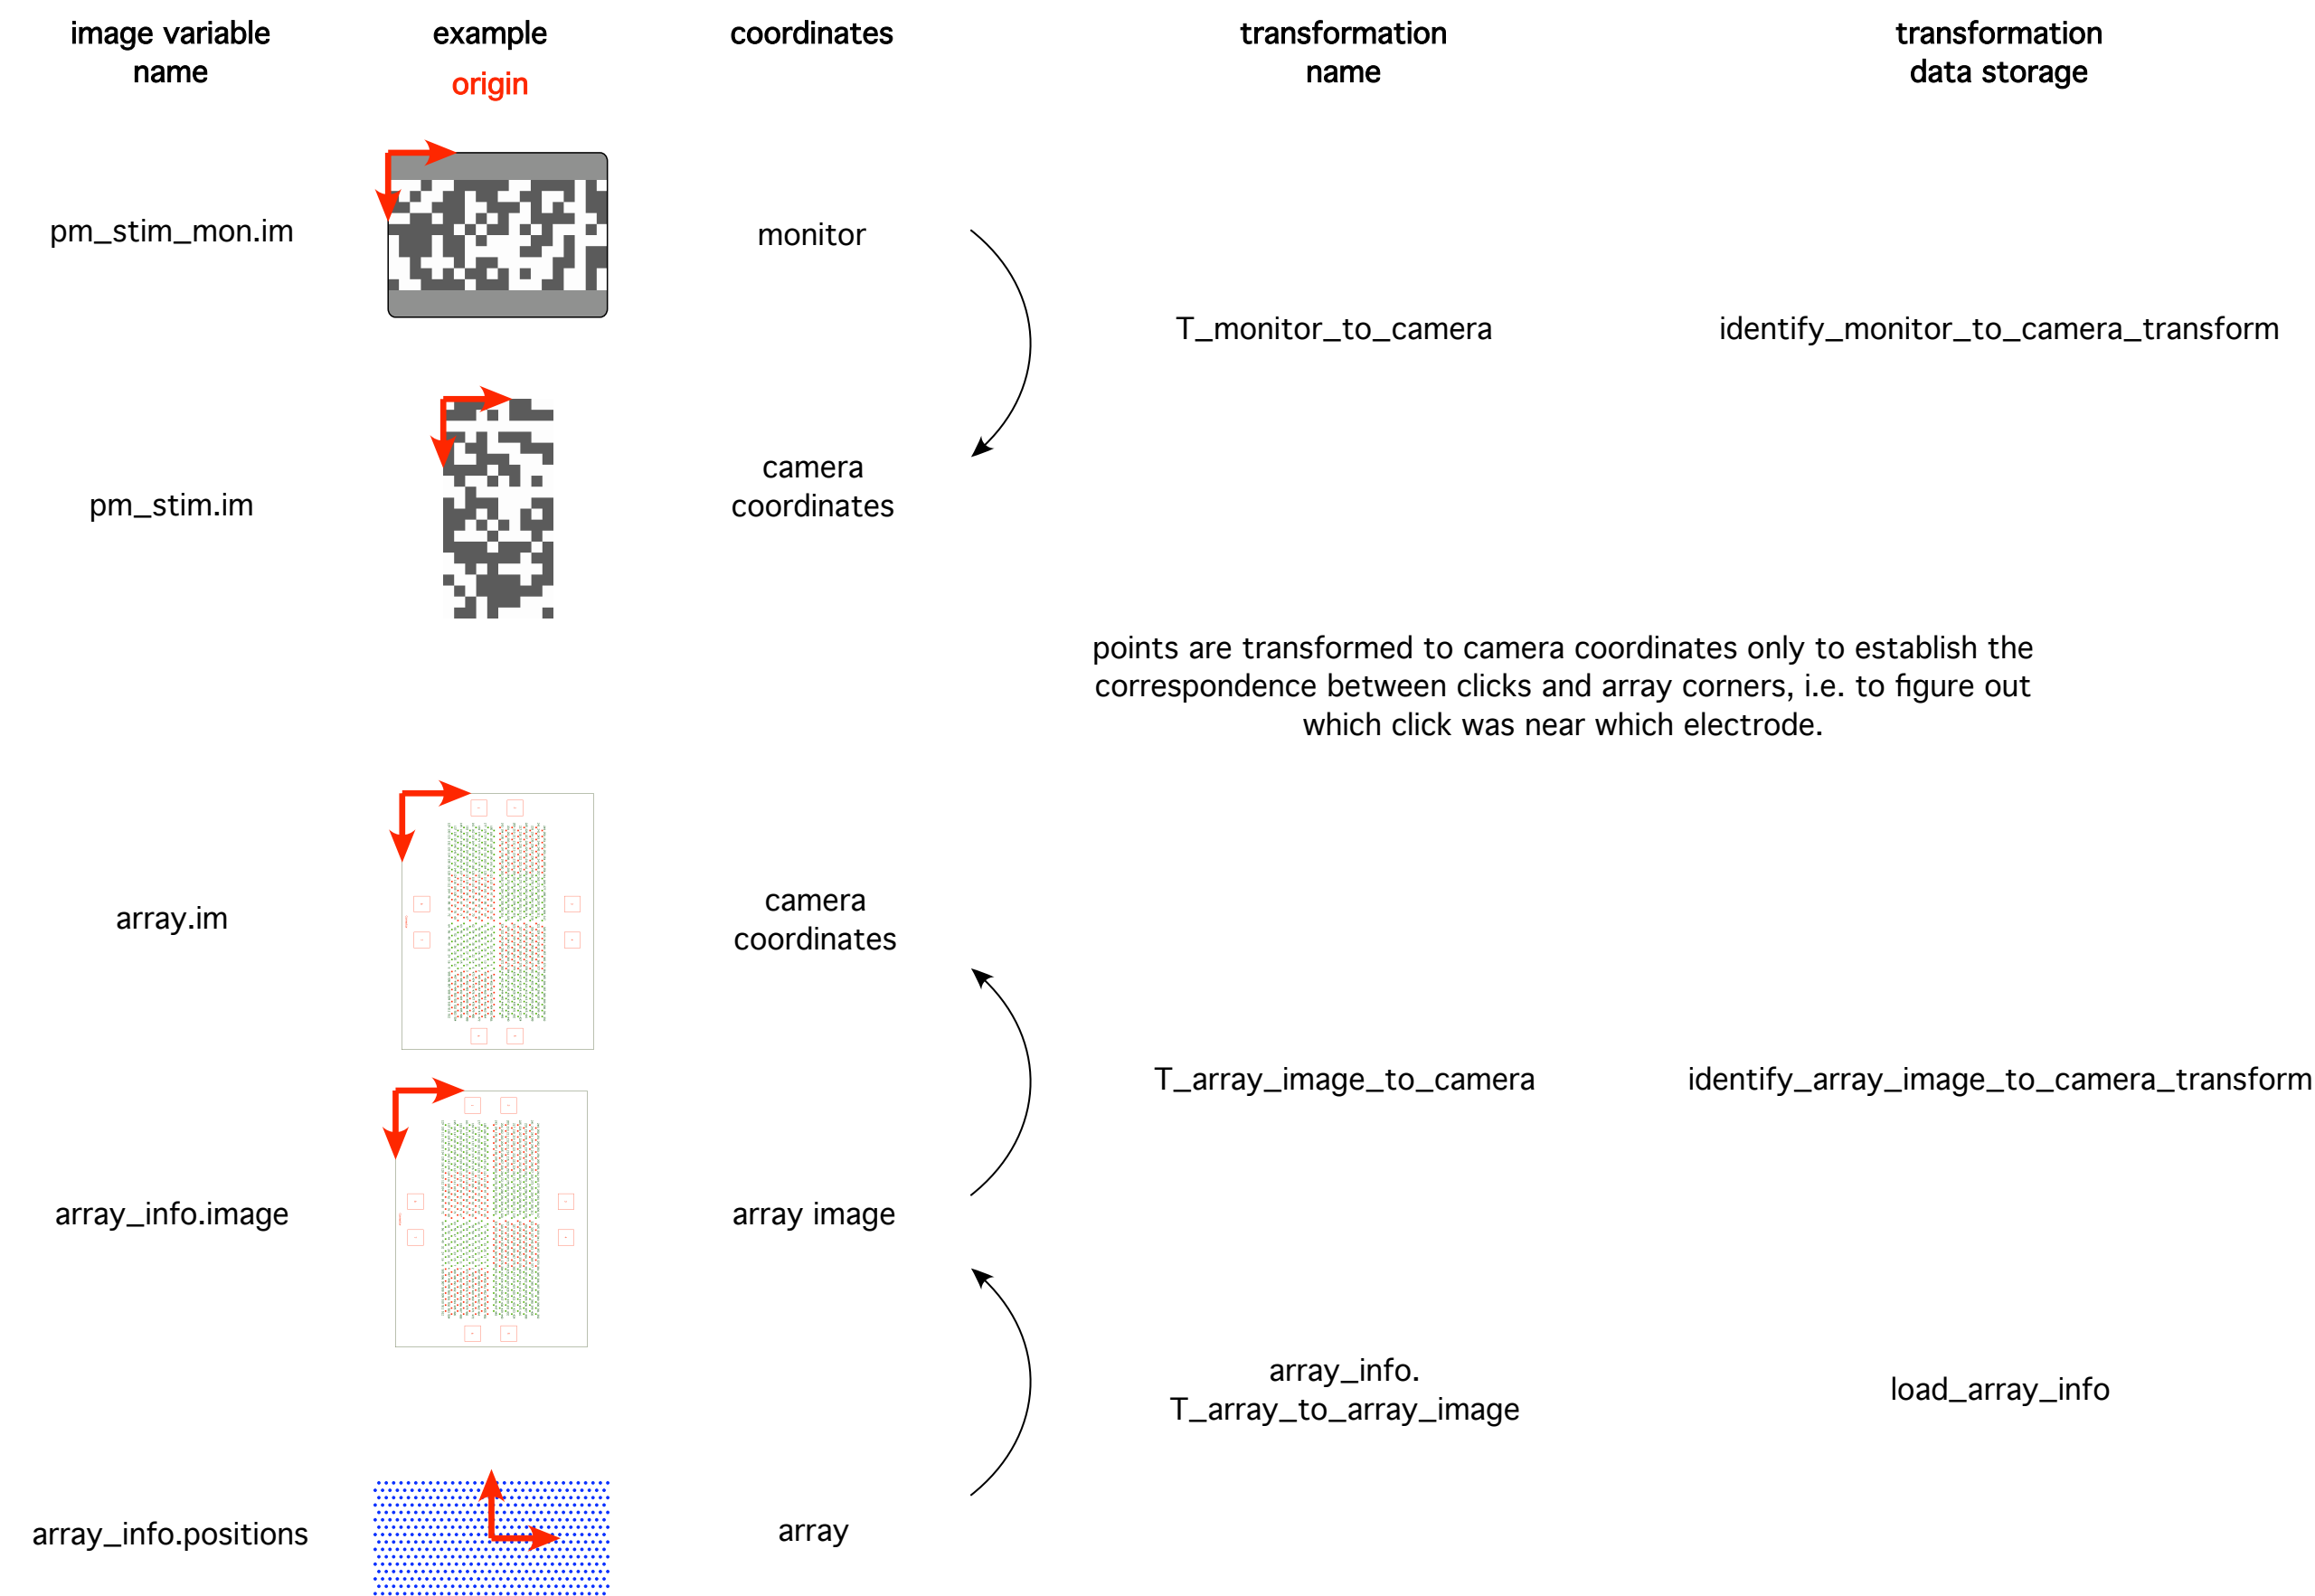 image variable
name
example
origin
coordinates
transformation
name
transformation
data storage
pm_stim_mon.im
monitor
T_monitor_to_camera
identify_monitor_to_camera_transform
pm_stim.im
camera
coordinates
points are transformed to camera coordinates only to establish the
correspondence between clicks and array corners, i.e. to figure out
which click was near which electrode.
array.im
camera
coordinates
T_array_image_to_camera
identify_array_image_to_camera_transform
array_info.image
array image
array_info.
T_array_to_array_image
load_array_info
array_info.positions
array